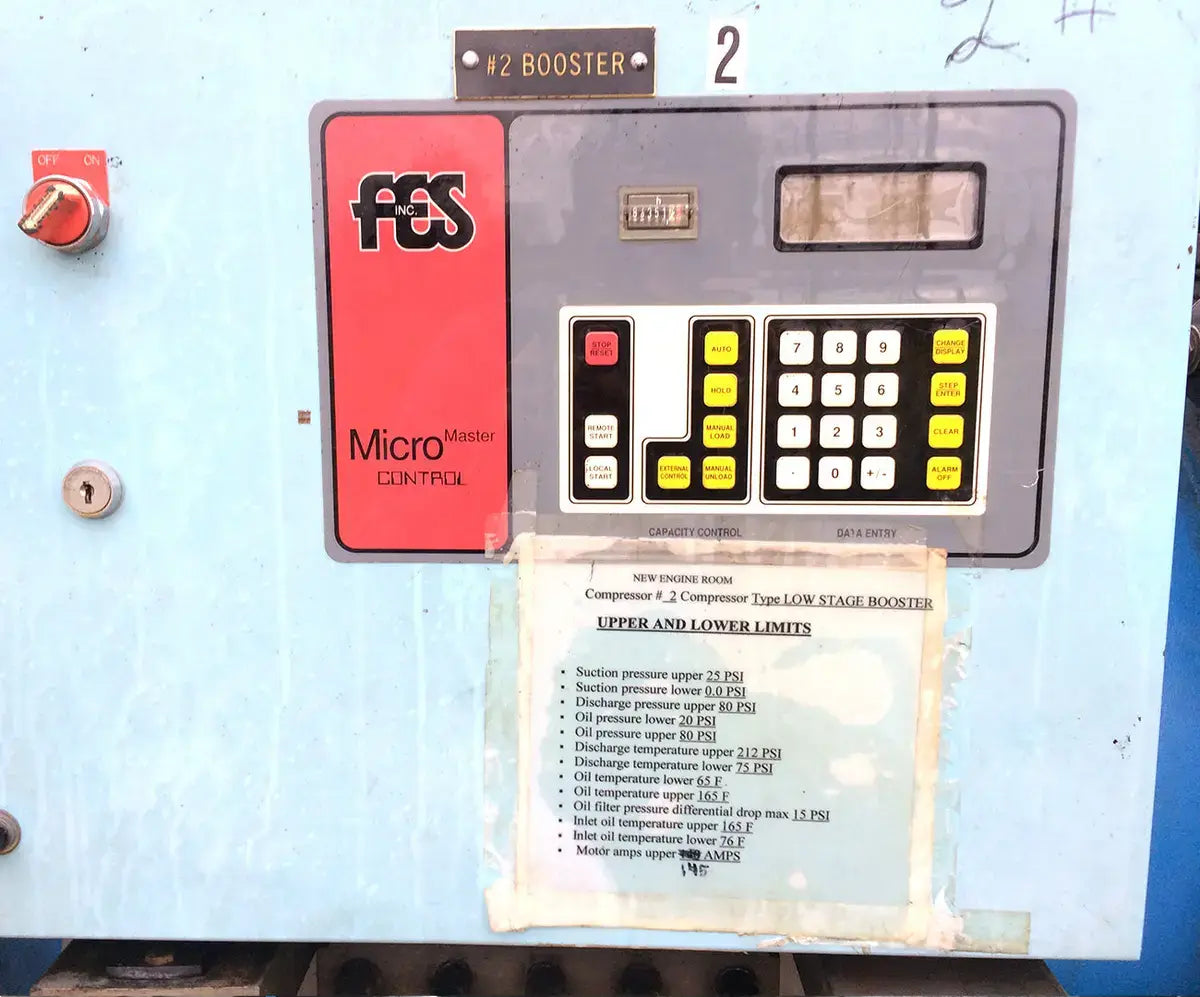 2 #
#2 BOOSTER
2
OFF ON
FES
INC.
Micro Master
CONTROL
STOP
RESET
REMOTE
START
LOCAL
START
AUTO
HOLD
MANUAL
LOAD
EXTERNAL
CONTROL
MANUAL
UNLOAD
7 8 9
4 5 6
1 2 3
. 0 +/-
CHANGE
DISPLAY
STEP
ENTER
CLEAR
ALARM
OFF
CAPACITY CONTROL
DATA ENTRY
NEW ENGINE ROOM
Compressor # 2 Compressor Type LOW STAGE BOOSTER
UPPER AND LOWER LIMITS
• Suction pressure upper 25 PSI
• Suction pressure lower 0.0 PSI
• Discharge pressure upper 80 PSI
• Oil pressure lower 20 PSI
• Oil pressure upper 80 PSI
• Discharge temperature upper 212 PSI
• Discharge temperature lower 75 PSI
• Oil temperature lower 65 F
• Oil temperature upper 165 F
• Oil filter pressure differential drop max 15 PSI
• Inlet oil temperature upper 165 F
• Inlet oil temperature lower 76 F
• Motor amps upper AMPS
145